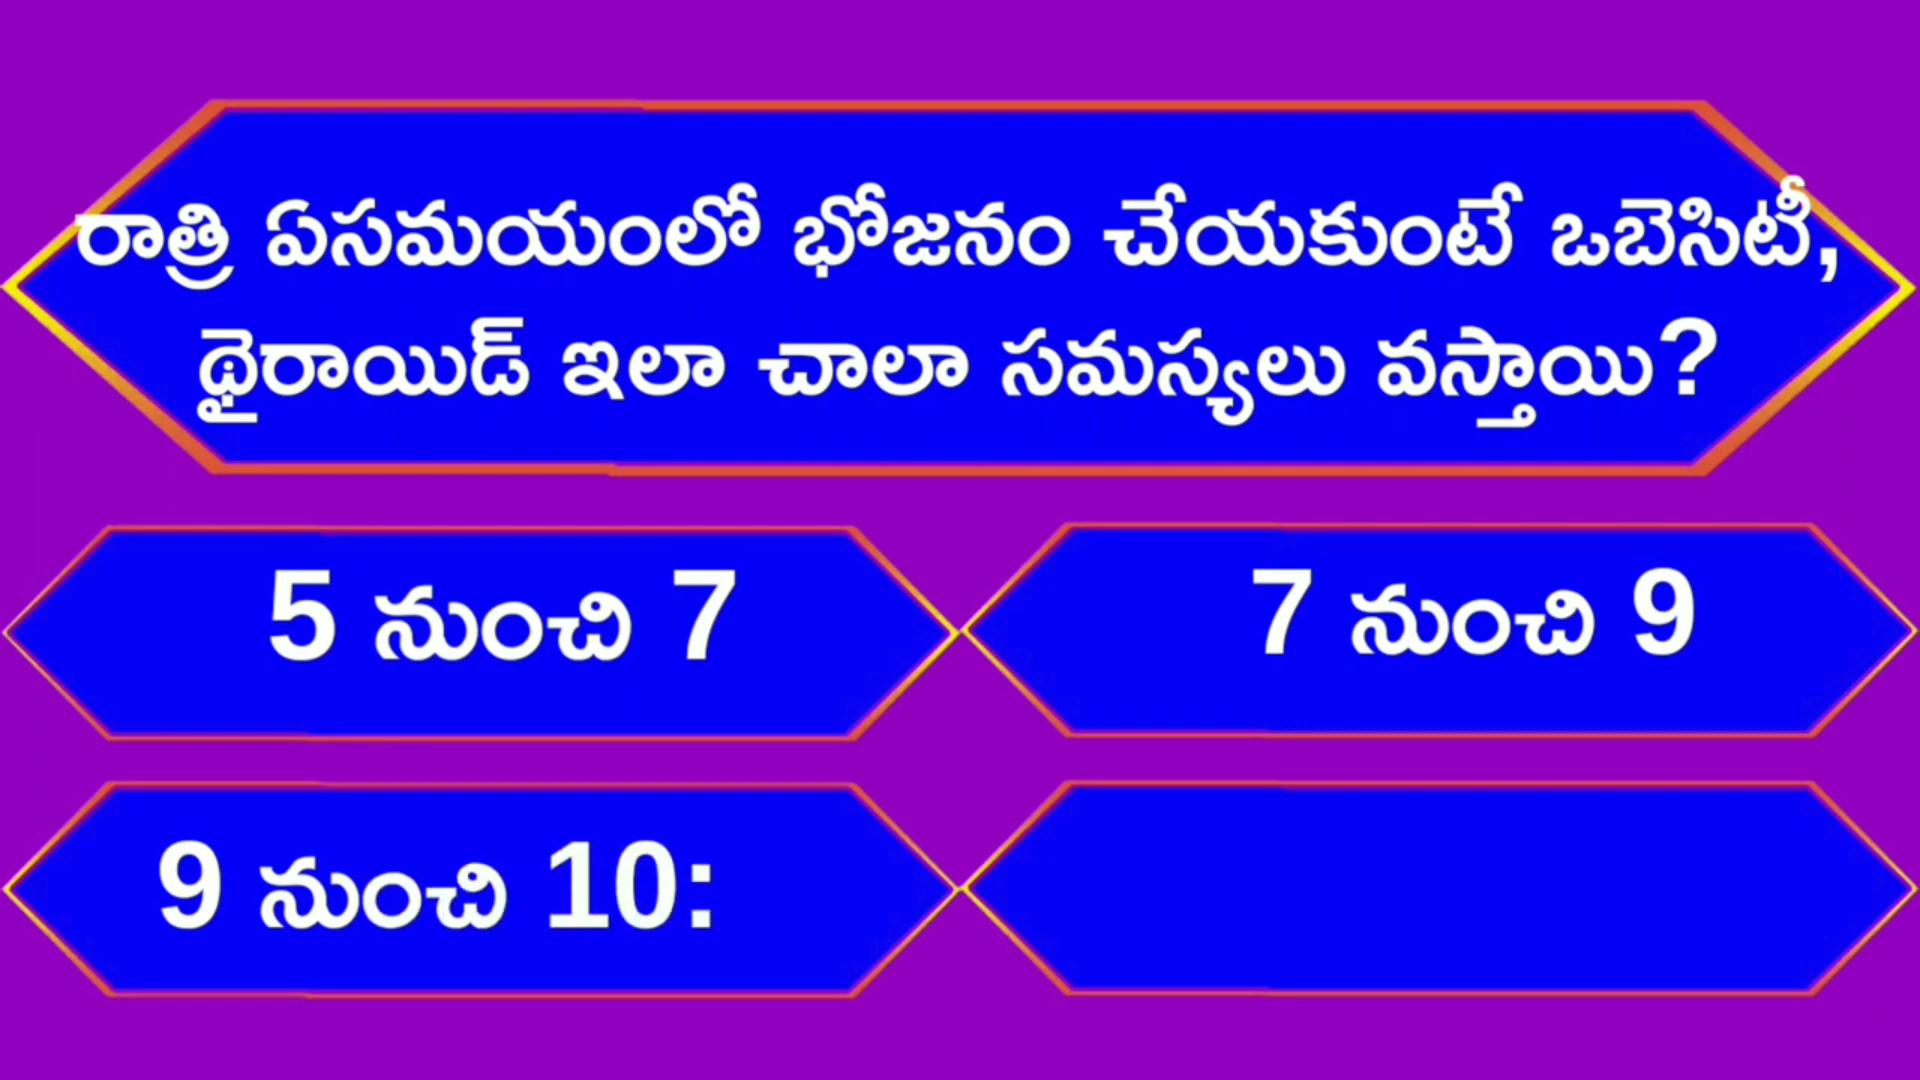 రాత్రి ఏసమయంలో భోజనం చేయకుంటే ఒబెసిటీ,
థైరాయిడ్ ఇలా చాలా సమస్యలు వస్తాయి?
5 నుంచి 7
7 నుంచి 9
9 నుంచి 10: